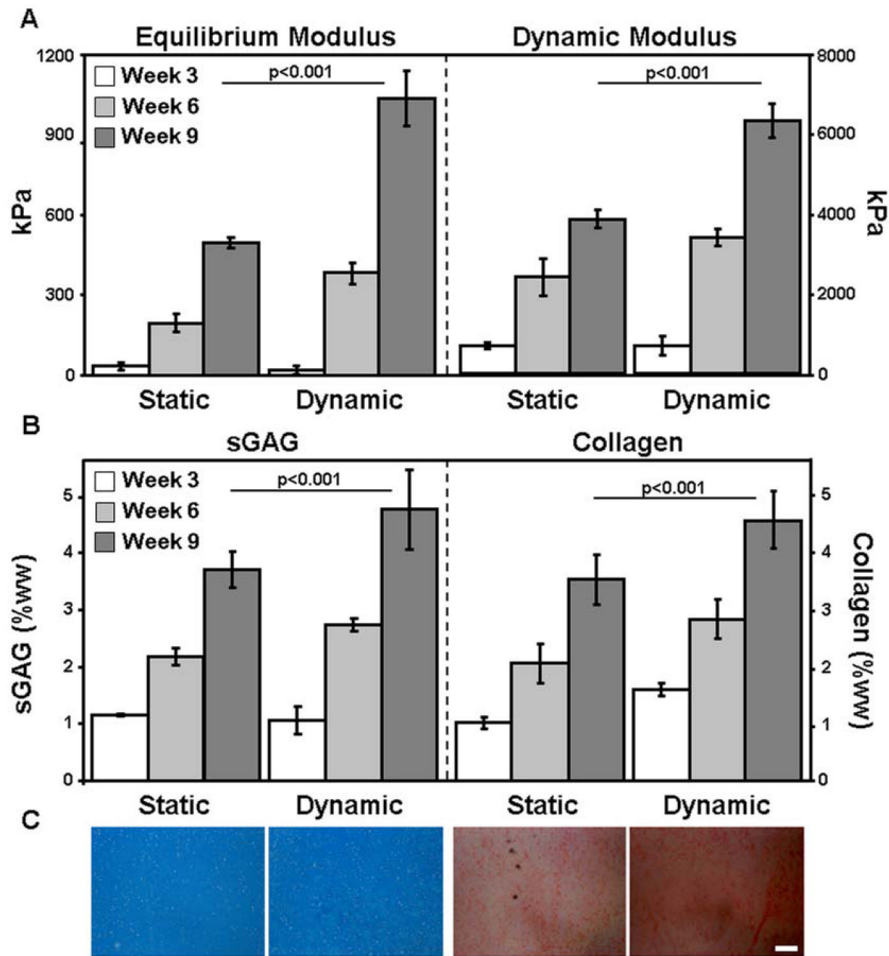 A
Equilibrium Modulus Dynamic Modulus
1200 8000
Week 3 p<0.001 p<0.001
Week 6
900 6000
Week 9
kPa kPa
600 4000
300 2000
0 0
Static Dynamic Static Dynamic
B
sGAG Collagen
Week 3 p<0.001 p<0.001
5 5
Week 6
4 4
Week 9
3 3
sGAG (%ww) Collagen (%ww)
2 2
1 1
0 0
Static Dynamic Static Dynamic
C